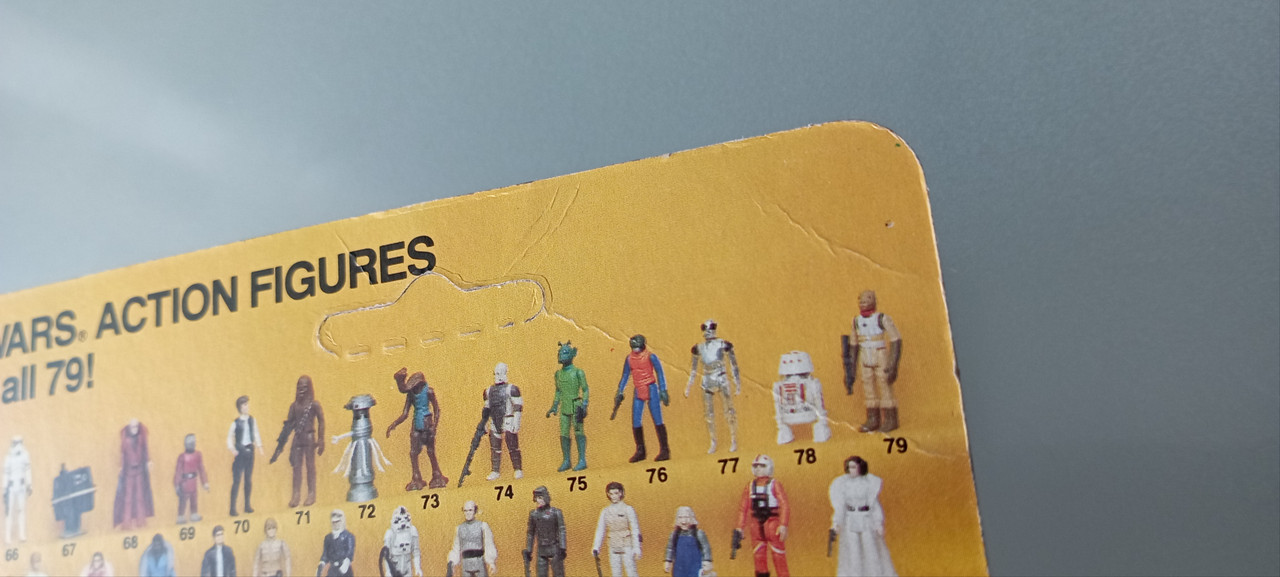 WARS® ACTION FIGURES
all 79!
66 67 68 69 70 71 72 73 74 75 76 77 78 79